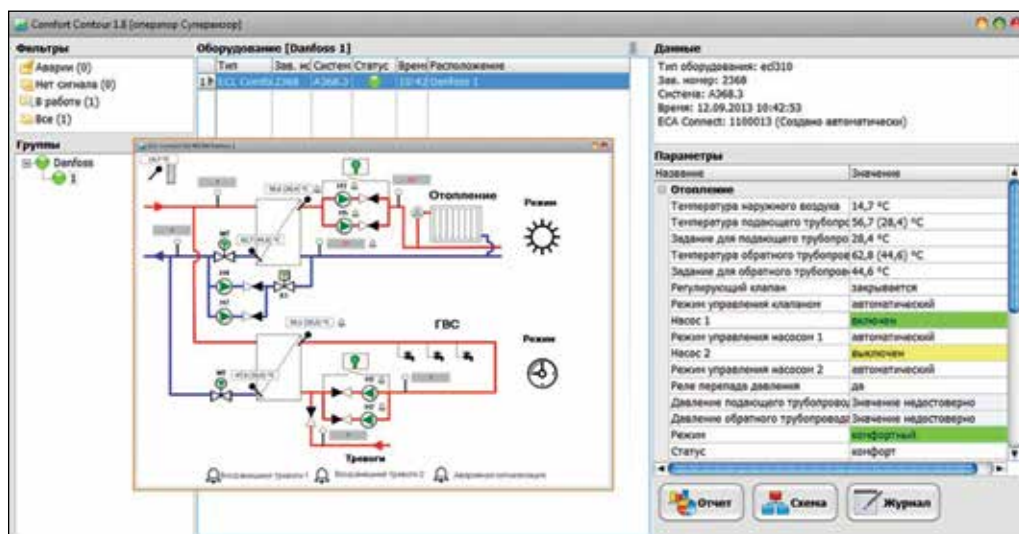 Comfort Contour 1.8 [оператор Супервизор]
Фильтры
Аварии (0)
Нет сигнала (0)
В работе (1)
Все (1)
Группы
Danfoss
1
Оборудование [Danfoss 1]
Тип Зав. нс Систем Статус Врем Расположение
1 2368 A368.3 10:42 Danfoss 1
Отопление
Режим
ГВС
Режим
Тревоги
Данные
Тип оборудования: ecl310
Зав. номер: 2368
Система: A368.3
Время: 12.09.2013 10:42:53
ECA Connect: 1100013 (Создано автоматически)
Параметры
Название Значение
Отопление
Температура наружного воздуха 14,7 °C
Температура подающего трубопро 56,7 (28,4) °C
Задание для подающего трубопро 28,4 °C
Температура обратного трубопров 62,8 (44,6) °C
Задание для обратного трубопров 44,6 °C
Регулирующий клапан закрывается
Режим управления клапаном автоматический
Насос 1 включен
Режим управления насосом 1 автоматический
Насос 2 выключен
Режим управления насосом 2 автоматический
Реле перепада давления да
Давление подающего трубопровод Значение недостоверно
Давление обратного трубопровода Значение недостоверно
Режим комфортный
Статус комфорт
Отчет
Схема
Журнал